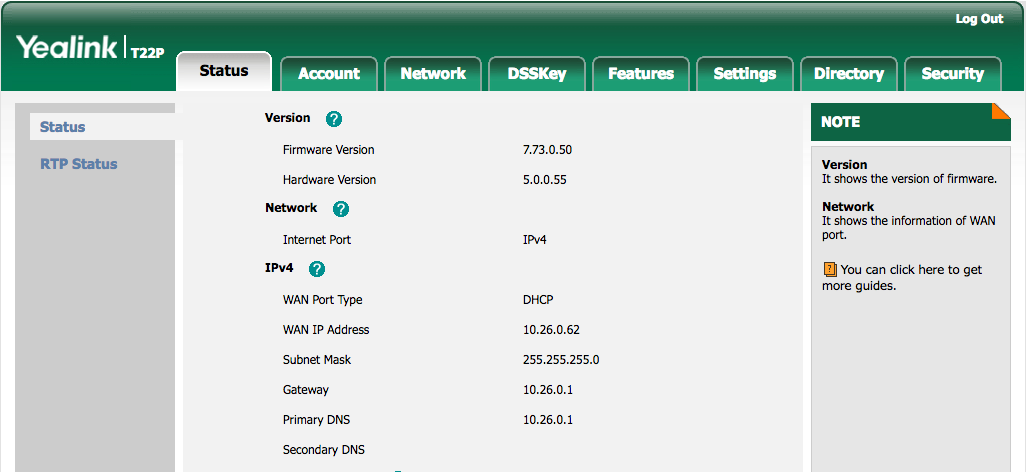 Log Out
Yealink T22P
Status Account Network DSSKey Features Settings Directory Security
Status
RTP Status
Version ?
Firmware Version 7.73.0.50
Hardware Version 5.0.0.55
Network ?
Internet Port IPv4
IPv4 ?
WAN Port Type DHCP
WAN IP Address 10.26.0.62
Subnet Mask 255.255.255.0
Gateway 10.26.0.1
Primary DNS 10.26.0.1
Secondary DNS
NOTE
Version
It shows the version of firmware.
Network
It shows the information of WAN
port.
? You can click here to get
more guides.